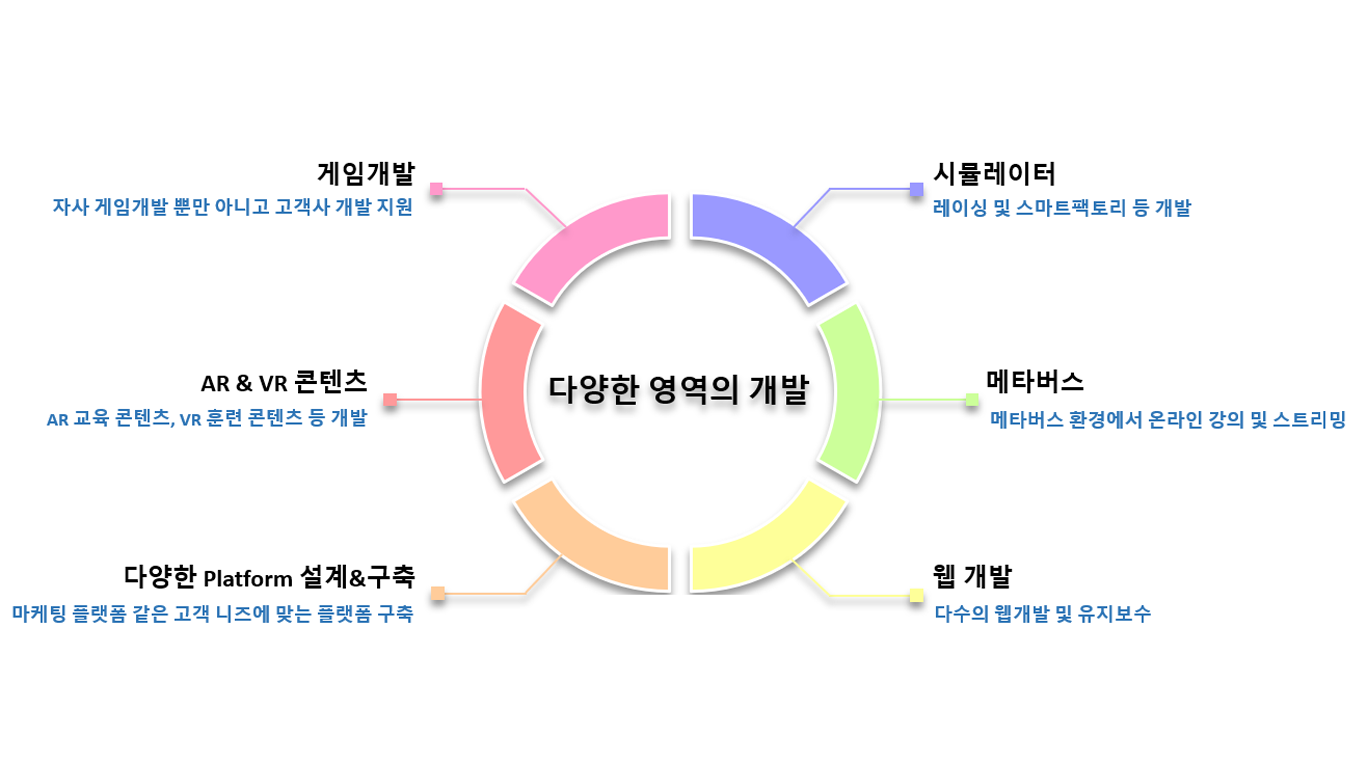 게임개발
자사 게임개발 뿐만 아니고 고객사 개발 지원
시뮬레이터
레이싱 및 스마트팩토리 등 개발
AR & VR 콘텐츠
AR 교육 콘텐츠, VR 훈련 콘텐츠 등 개발
다양한 영역의 개발
메타버스
메타버스 환경에서 온라인 강의 및 스트리밍
다양한 Platform 설계&구축
마케팅 플랫폼 같은 고객 니즈에 맞는 플랫폼 구축
웹 개발
다수의 웹개발 및 유지보수